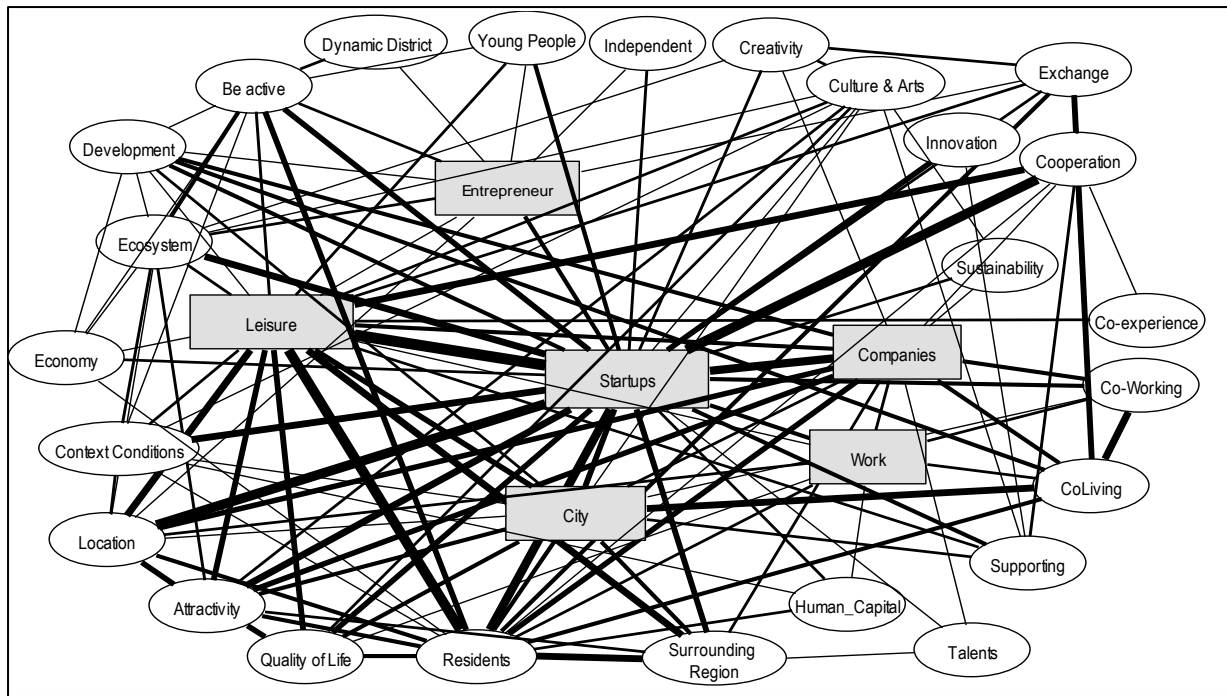 Dynamic District
Young People
Independent
Creativity
Be active
Culture & Arts
Exchange
Development
Innovation
Cooperation
Entrepreneur
Ecosystem
Sustainability
Leisure
Co-experience
Economy
Startups
Companies
Co-Working
Context Conditions
Work
CoLiving
City
Location
Supporting
Attractivity
Human_Capital
Quality of Life
Residents
Surrounding
Region
Talents